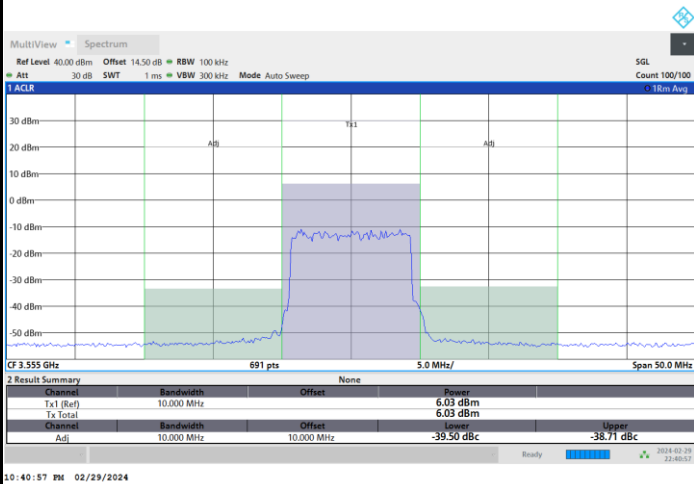 MultiView Spectrum
Ref Level 40.00 dBm Offset 14.50 dB RBW 100 kHz SGL
Att 30 dB SWT 1 ms VBW 300 kHz Mode Auto Sweep Count 100/100
1 ACLR 1Rm Avg
30 dBm
Tx1
20 dBm
Adj Adj
10 dBm
0 dBm
-10 dBm
-20 dBm
-30 dBm
-40 dBm
-50 dBm
CF 3.555 GHz 691 pts 5.0 MHz/ Span 50.0 MHz
2 Result Summary None
Channel Bandwidth Offset Power
Tx1 (Ref) 10.000 MHz 6.03 dBm
Tx Total 6.03 dBm
Channel Bandwidth Offset Lower Upper
Adj 10.000 MHz 10.000 MHz -39.50 dBc -38.71 dBc
Ready 2024-02-29
22:40:57
10:40:57 PM 02/29/2024